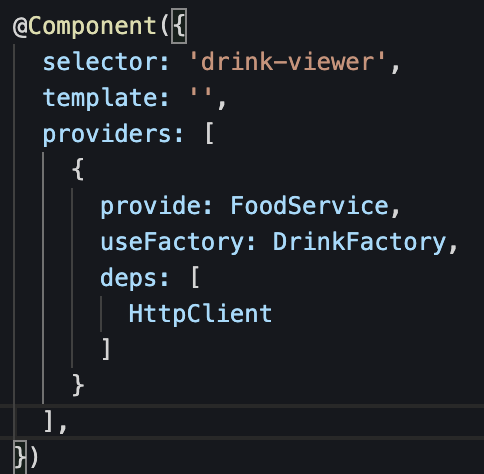 @Component({
  selector: 'drink-viewer',
  template: '',
  providers: [
    {
      provide: FoodService,
      useFactory: DrinkFactory,
      deps: [
        HttpClient
      ]
    }
  ],
})